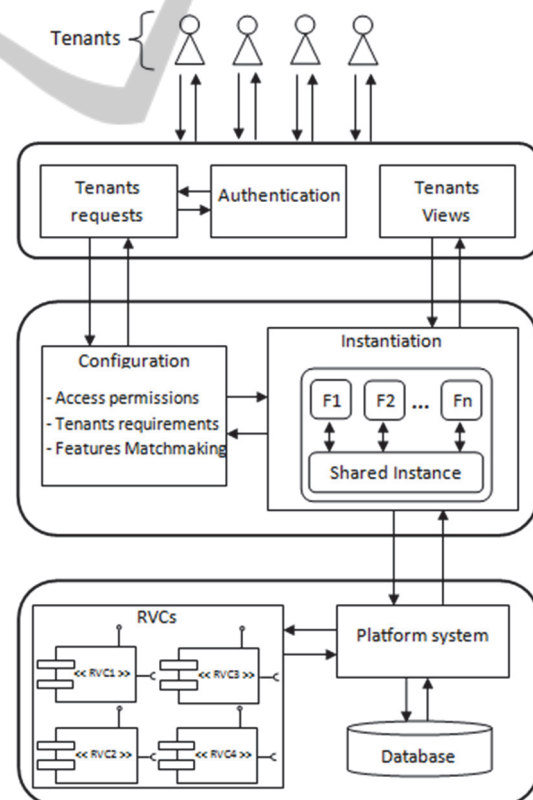 Tenants
Tenants
requests
Authentication
Tenants
Views
Configuration
- Access permissions
- Tenants requirements
- Features Matchmaking
Instantiation
F1
F2
...
Fn
Shared Instance
RVCs
<< RVC1 >>
<< RVC3 >>
<< RVC2 >>
<< RVC4 >>
Platform system
Database